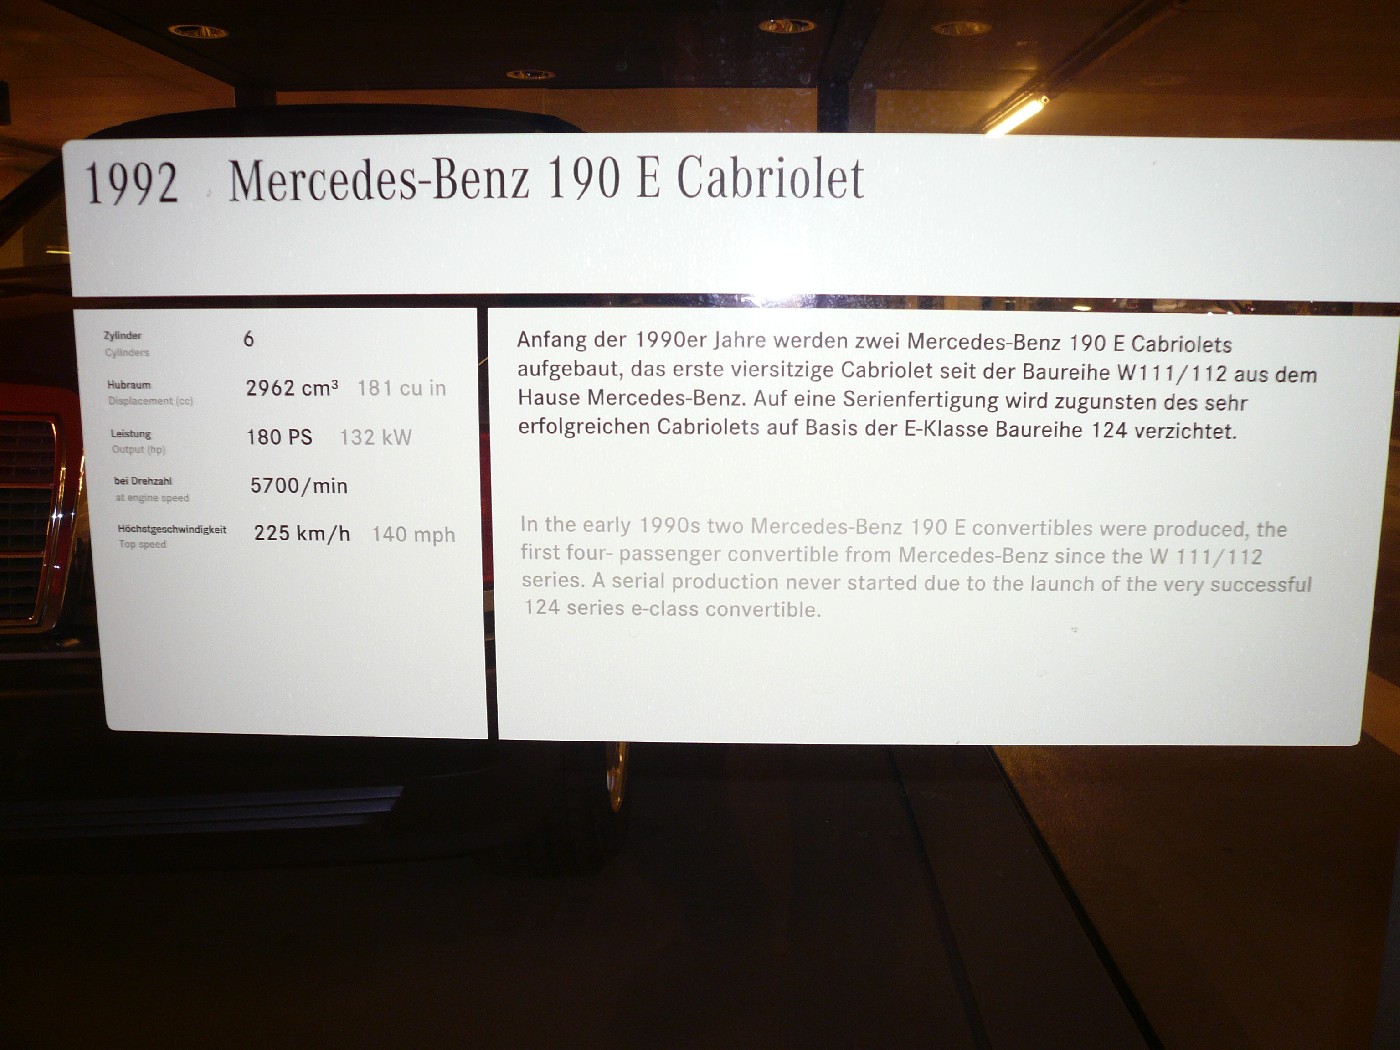 1992 Mercedes-Benz 190 E Cabriolet
Zylinder 6
Cylinders
Hubraum 2962 cm³ 181 cu in
Displacement (cc)
Leistung 180 PS 132 kW
Output (hp)
bei Drehzahl 5700/min
at engine speed
Höchstgeschwindigkeit 225 km/h 140 mph
Top speed
Anfang der 1990er Jahre werden zwei Mercedes-Benz 190 E Cabriolets
aufgebaut, das erste viersitzige Cabriolet seit der Baureihe W111/112 aus dem
Hause Mercedes-Benz. Auf eine Serienfertigung wird zugunsten des sehr
erfolgreichen Cabriolets auf Basis der E-Klasse Baureihe 124 verzichtet.
In the early 1990s two Mercedes-Benz 190 E convertibles were produced, the
first four- passenger convertible from Mercedes-Benz since the W 111/112
series. A serial production never started due to the launch of the very successful
124 series e-class convertible.